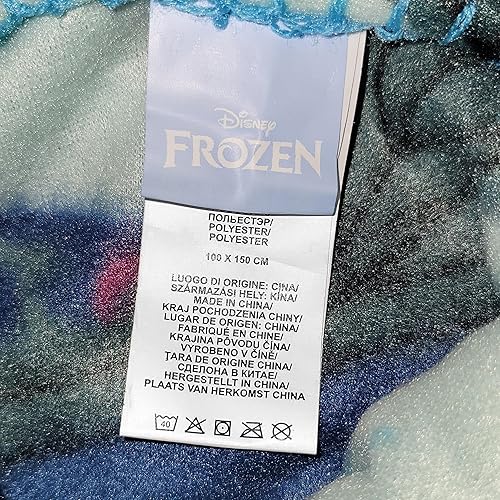 Disney
FROZEN
ПОЛЬЕСТЭР/
POLYESTER/
POLYESTER
100 X 150 CM
LUOGO DI ORIGINE: CINA/
SZÁRMAZÁSI HELY: KÍNA/
MADE IN CHINA/
KRAJ POCHODZENIA CHINY/
LUGAR DE ORIGEN: CHINA/
FABRIQUÉ EN CHINE/
KRAJINA PÔVODU ČÍNA/
VYROBENO V ČÍNĚ/
ȚARA DE ORIGINE CHINA/
СДЕЛОНА В КИТАЕ/
HERGESTELLT IN CHINA/
PLAATS VAN HERKOMST CHINA
40